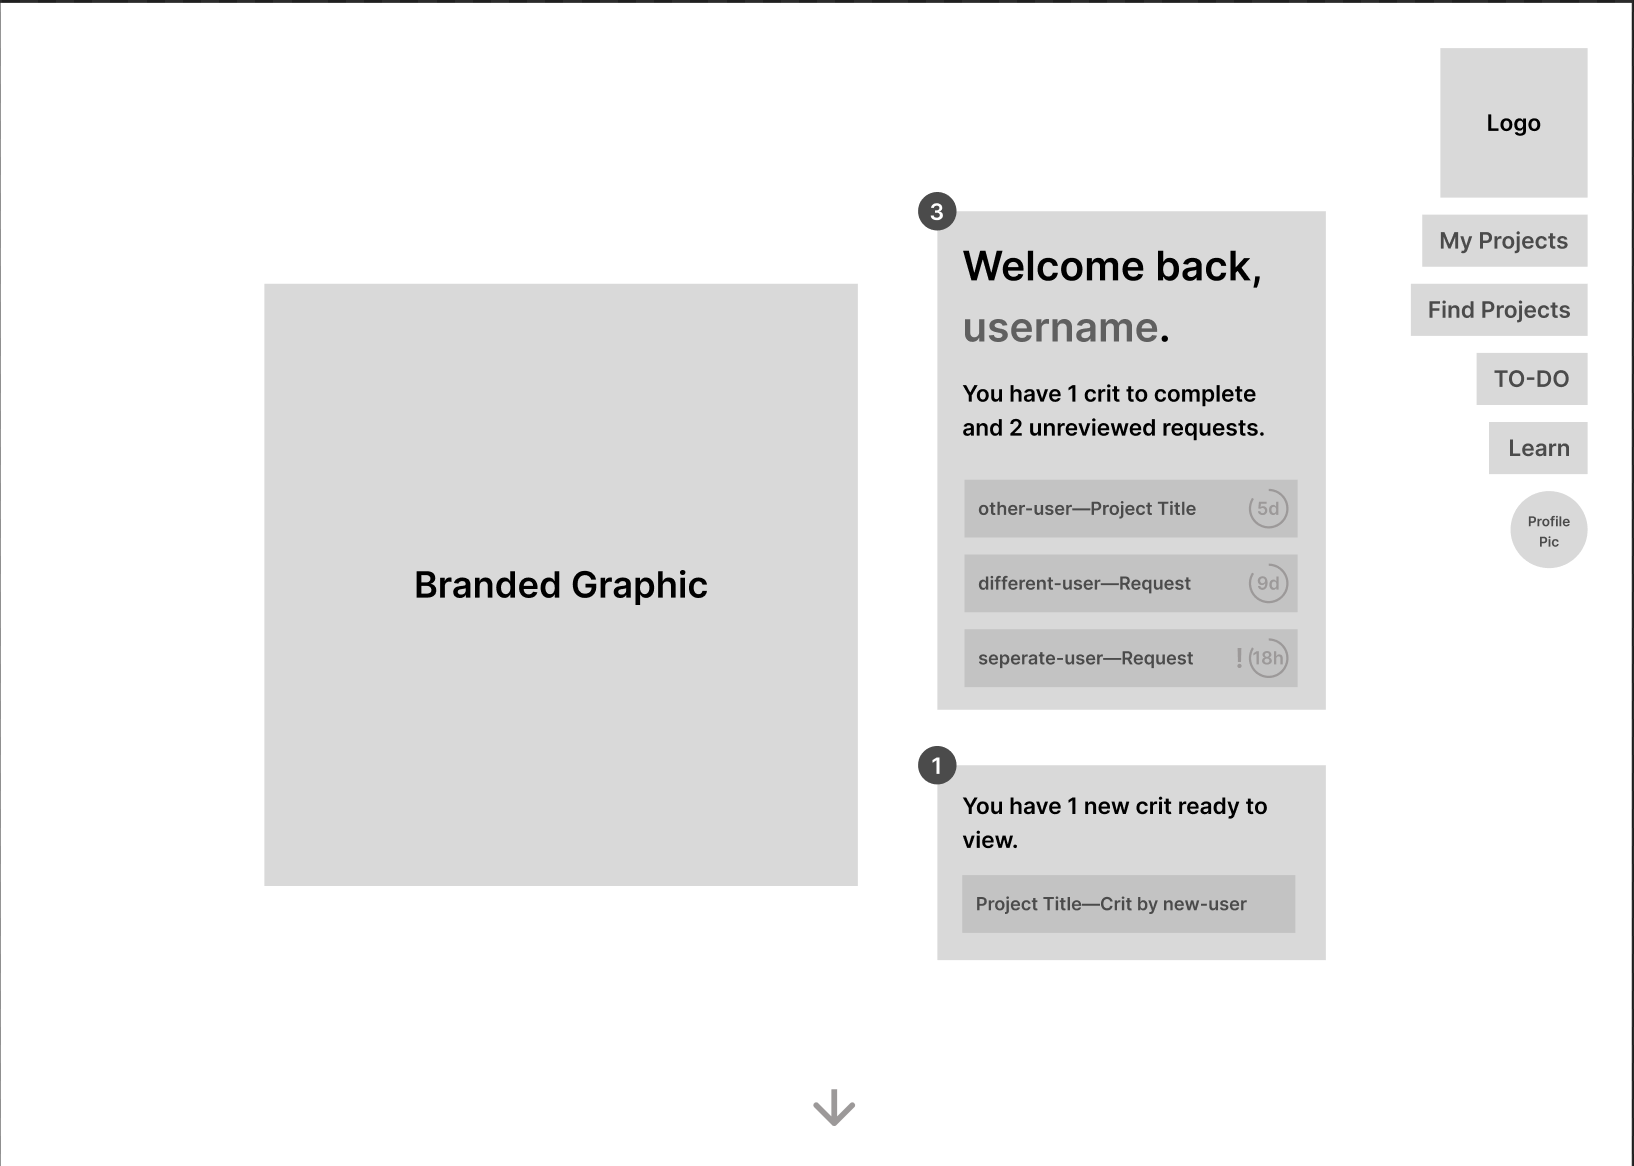 Logo
My Projects
Find Projects
TO-DO
Learn
Profile
Pic
Branded Graphic
3
Welcome back,
username.
You have 1 crit to complete
and 2 unreviewed requests.
other-user—Project Title 5d
different-user—Request 9d
seperate-user—Request ! 18h
1
You have 1 new crit ready to
view.
Project Title—Crit by new-user